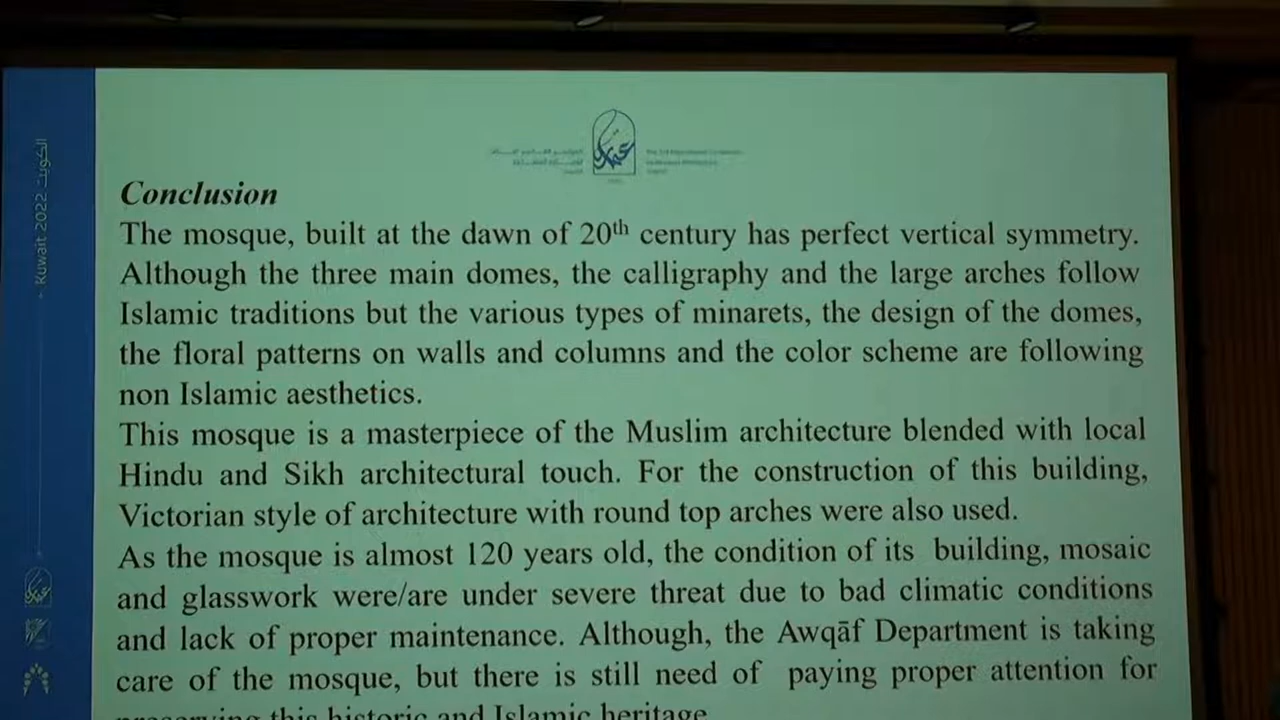 الكويت 2022 Kuwait -
Conclusion
The mosque, built at the dawn of 20th century has perfect vertical symmetry.
Although the three main domes, the calligraphy and the large arches follow
Islamic traditions but the various types of minarets, the design of the domes,
the floral patterns on walls and columns and the color scheme are following
non Islamic aesthetics.
This mosque is a masterpiece of the Muslim architecture blended with local
Hindu and Sikh architectural touch. For the construction of this building,
Victorian style of architecture with round top arches were also used.
As the mosque is almost 120 years old, the condition of its building, mosaic
and glasswork were/are under severe threat due to bad climatic conditions
and lack of proper maintenance. Although, the Awqāf Department is taking
care of the mosque, but there is still need of paying proper attention for
preserving this historic and Islamic heritage.